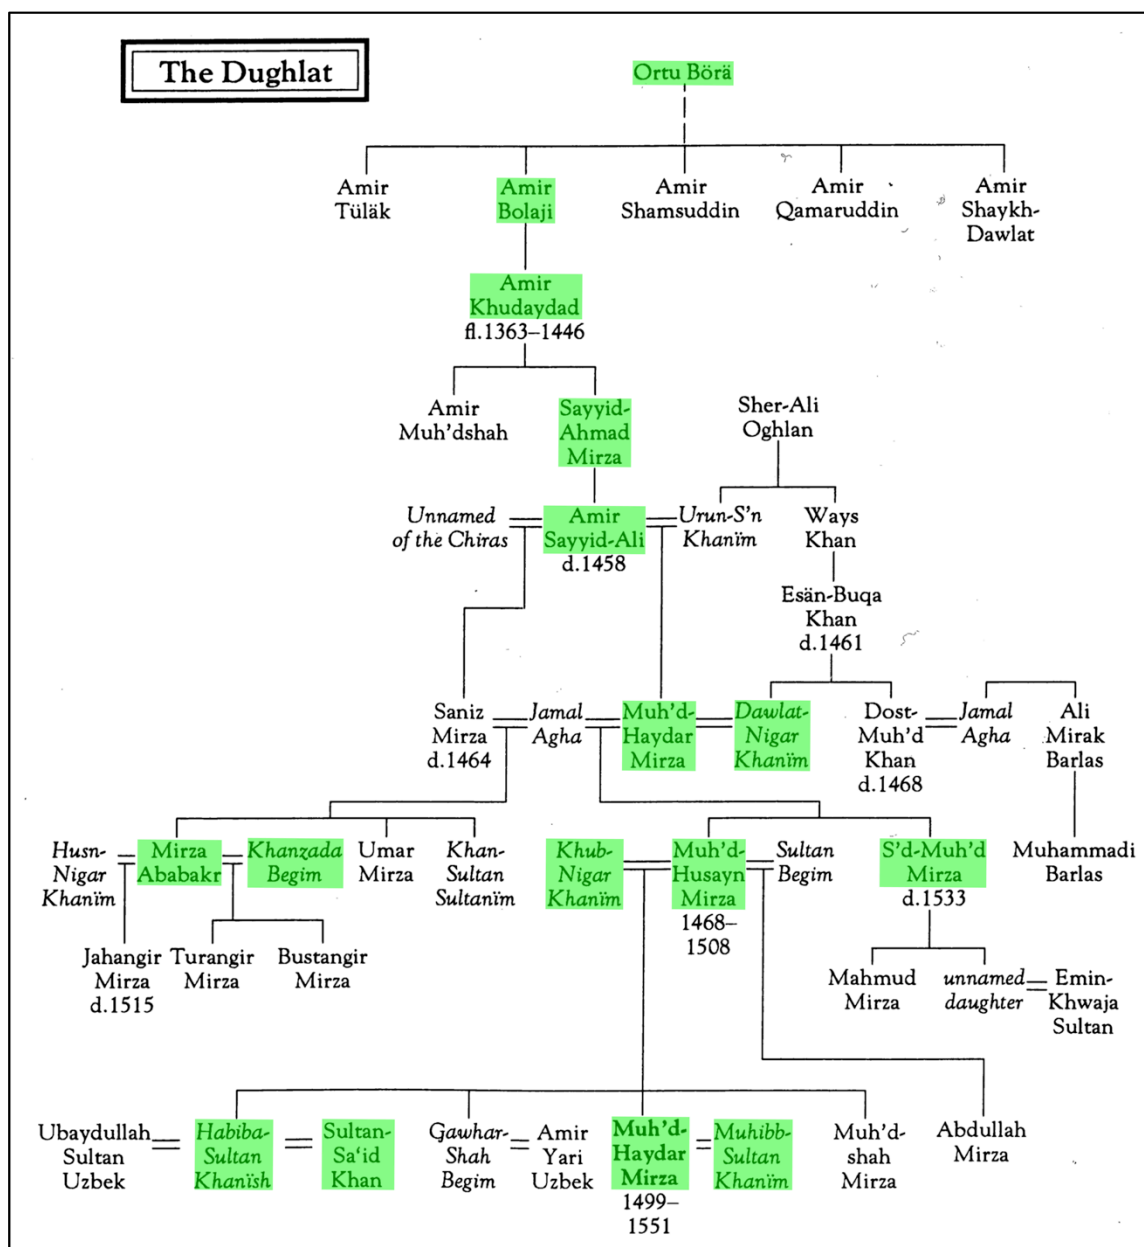 The Dughlat
Ortu Börä
Amir
Tüläk
Amir
Bolaji
Amir
Shamsuddin
Amir
Qamaruddin
Amir
Shaykh-
Dawlat
Amir
Khudaydad
fl.1363–1446
Amir
Muh'dshah
Sayyid-
Ahmad
Mirza
Sher-Ali
Oghlan
Unnamed
of the Chiras
Amir
Sayyid-Ali
d.1458
Urun-S'n
Khanïm
Ways
Khan
Esän-Buqa
Khan
d.1461
Saniz
Mirza
d.1464
Jamal
Agha
Muh'd-
Haydar
Mirza
Dawlat-
Nigar
Khanïm
Dost-
Muh'd
Khan
d.1468
Jamal
Agha
Ali
Mirak
Barlas
Husn-
Nigar
Khanïm
Mirza
Ababakr
Khanzada
Begim
Umar
Mirza
Khan-
Sultan
Sultanïm
Khub-
Nigar
Khanïm
Muh'd-
Husayn
Mirza
1468–
1508
Sultan
Begim
S'd-Muh'd
Mirza
d.1533
Muhammadi
Barlas
Jahangir
Mirza
d.1515
Turangir
Mirza
Bustangir
Mirza
Mahmud
Mirza
unnamed
daughter
Emin-
Khwaja
Sultan
Ubaydullah
Sultan
Uzbek
Habiba-
Sultan
Khanïsh
Sultan-
Sa'id
Khan
Gawhar-
Shah
Begim
Amir
Yari
Uzbek
Muh'd-
Haydar
Mirza
1499–
1551
Muhibb-
Sultan
Khanïm
Muh'd-
shah
Mirza
Abdullah
Mirza